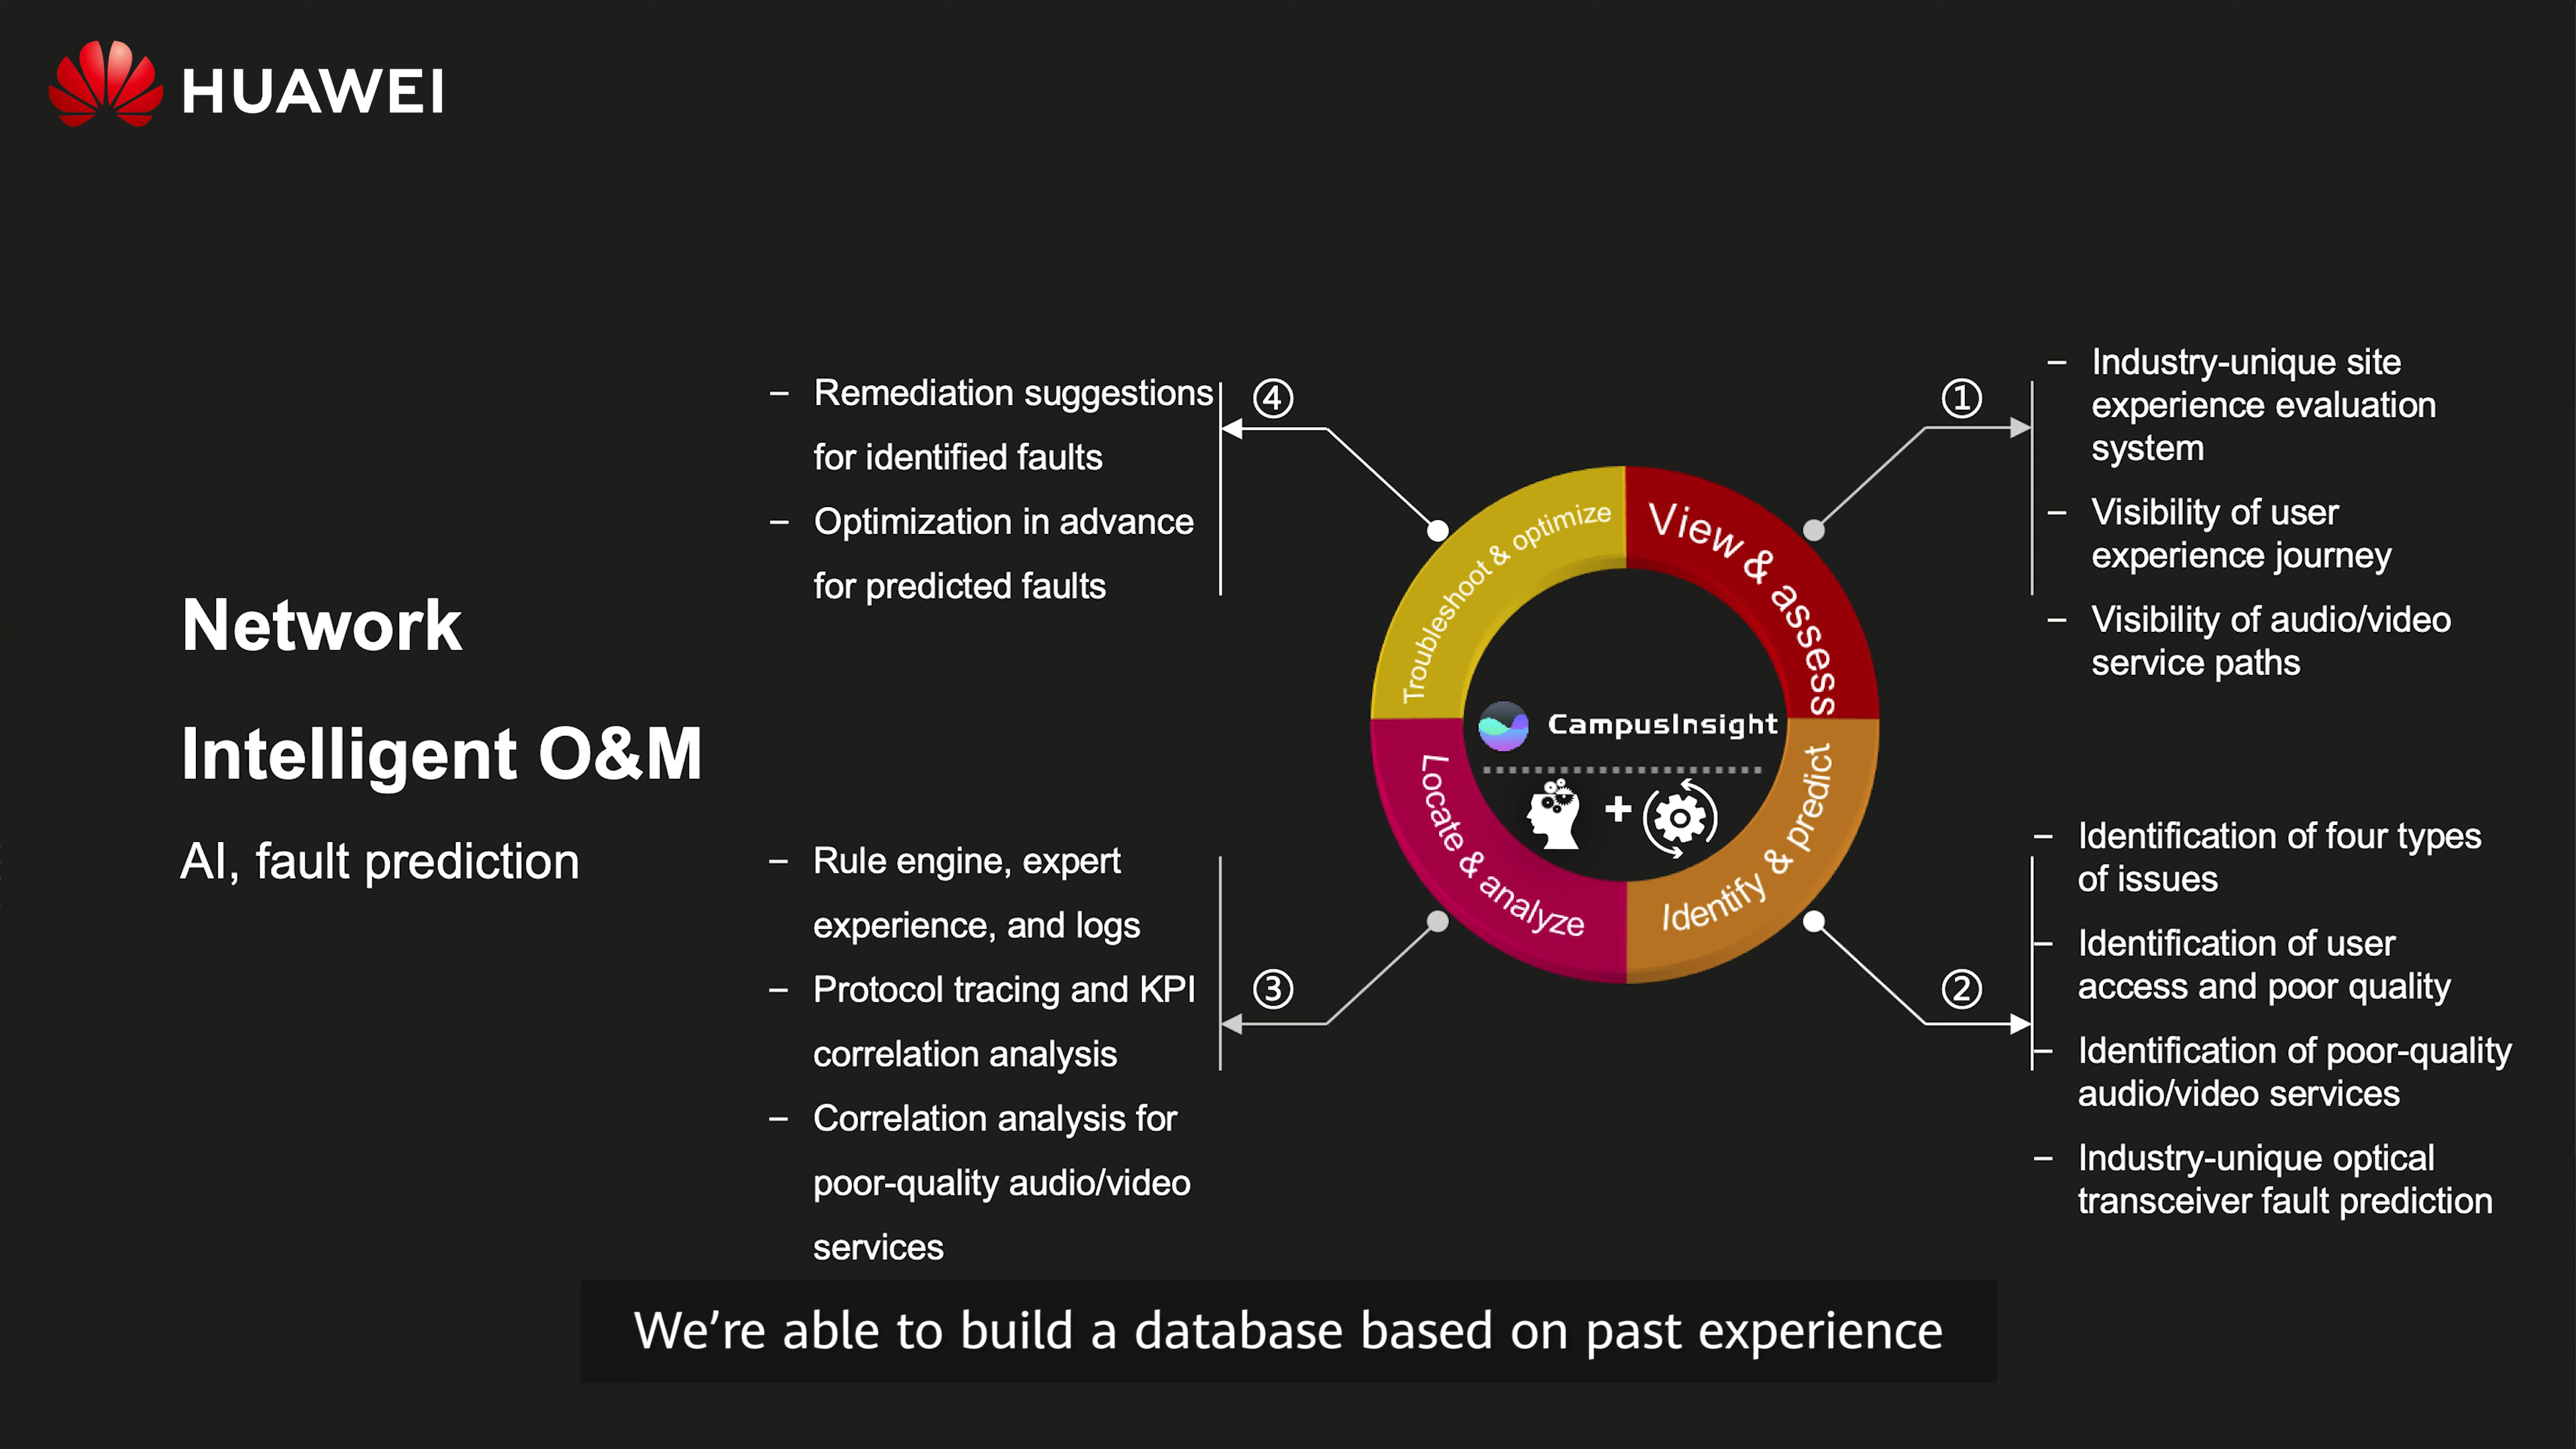 HUAWEI
Network
Intelligent O&M
AI, fault prediction
④
– Remediation suggestions
for identified faults
– Optimization in advance
for predicted faults
①
– Industry-unique site
experience evaluation
system
– Visibility of user
experience journey
– Visibility of audio/video
service paths
Troubleshoot & optimize
View & assess
CampusInsight
+
Locate & analyze
Identify & predict
③
– Rule engine, expert
experience, and logs
– Protocol tracing and KPI
correlation analysis
– Correlation analysis for
poor-quality audio/video
services
②
– Identification of four types
of issues
– Identification of user
access and poor quality
– Identification of poor-quality
audio/video services
– Industry-unique optical
transceiver fault prediction
We’re able to build a database based on past experience